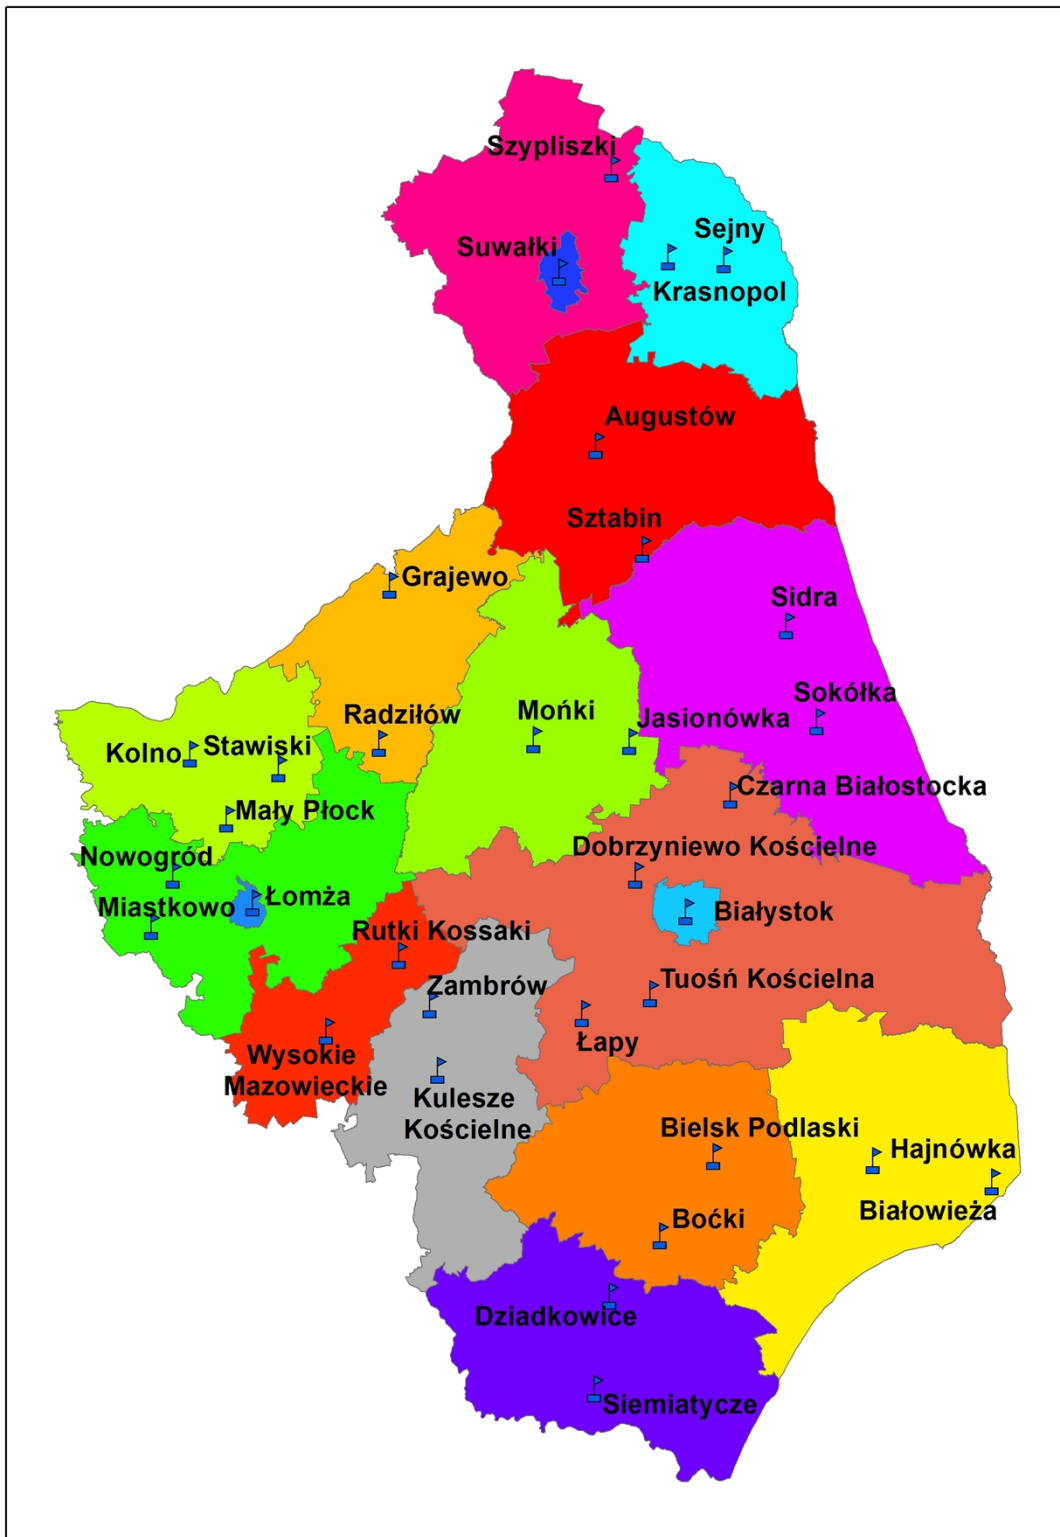 Szypliszki
Sejny
Suwałki
Krasnopol
Augustów
Sztabin
Grajewo
Sidra
Sokółka
Radziłów
Mońki
Jasionówka
Kolno
Stawiski
Czarna Białostocka
Mały Płock
Dobrzyniewo Kościelne
Nowogród
Łomża
Miastkowo
Białystok
Rutki Kossaki
Tuośń Kościelna
Zambrów
Łapy
Wysokie
Mazowieckie
Kulesze
Kościelne
Bielsk Podlaski
Hajnówka
Białowieża
Boćki
Dziadkowice
Siemiatycze